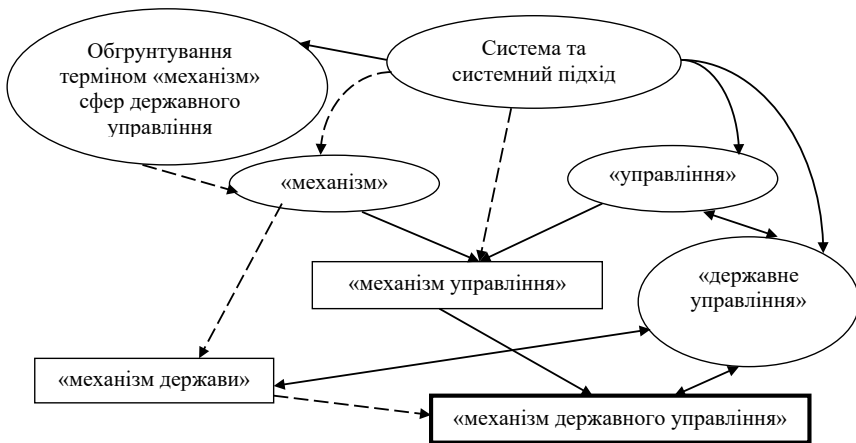 Обгрунтування
терміном «механізм»
сфер державного
управління
Система та
системний підхід
«механізм»
«управління»
«механізм управління»
«державне
управління»
«механізм держави»
«механізм державного управління»